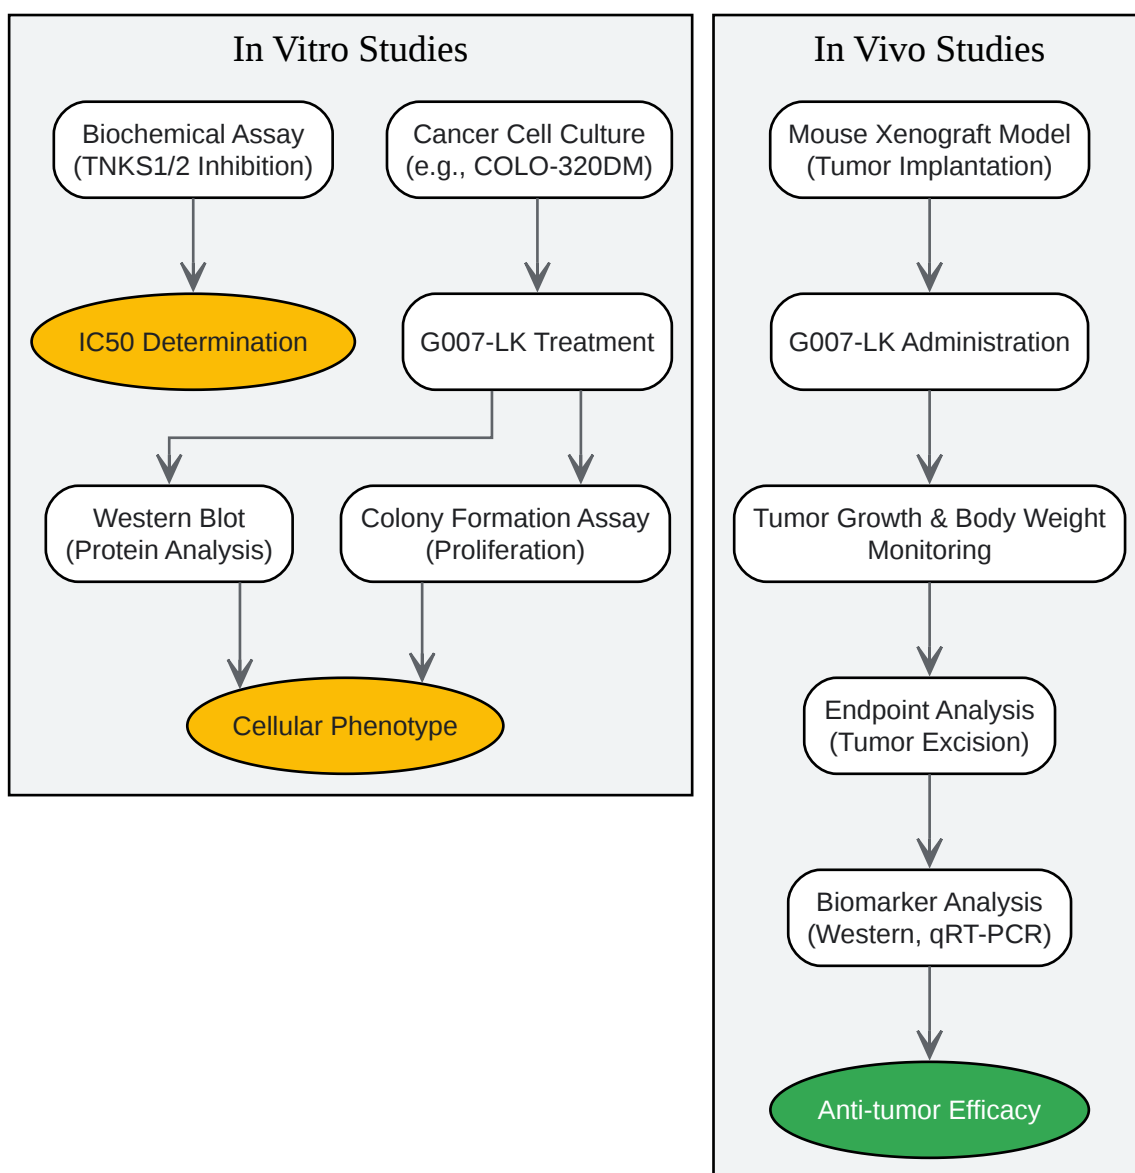 In Vitro Studies
Biochemical Assay
(TNKS1/2 Inhibition)
Cancer Cell Culture
(e.g., COLO-320DM)
IC50 Determination
G007-LK Treatment
Western Blot
(Protein Analysis)
Colony Formation Assay
(Proliferation)
Cellular Phenotype
In Vivo Studies
Mouse Xenograft Model
(Tumor Implantation)
G007-LK Administration
Tumor Growth & Body Weight
Monitoring
Endpoint Analysis
(Tumor Excision)
Biomarker Analysis
(Western, qRT-PCR)
Anti-tumor Efficacy